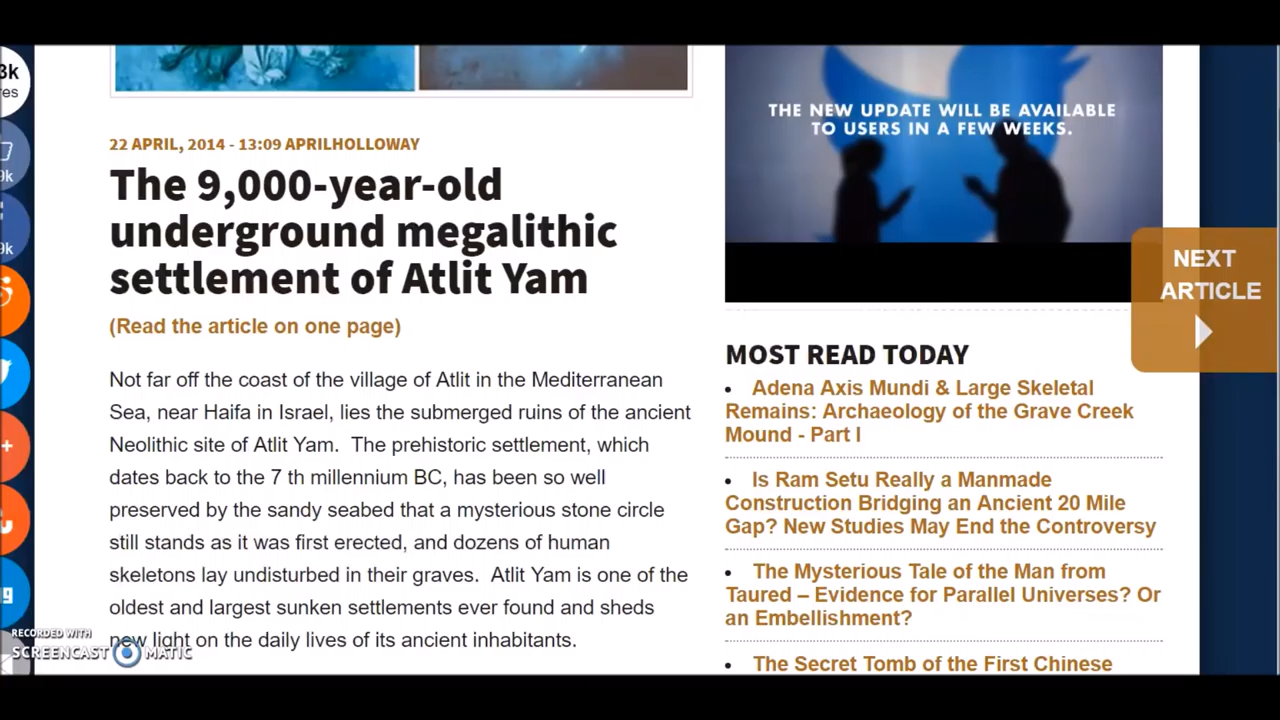 3k
res
9k
9k
22 APRIL, 2014 - 13:09 APRILHOLLOWAY
The 9,000-year-old
underground megalithic
settlement of Atlit Yam
(Read the article on one page)
Not far off the coast of the village of Atlit in the Mediterranean
Sea, near Haifa in Israel, lies the submerged ruins of the ancient
Neolithic site of Atlit Yam.  The prehistoric settlement, which
dates back to the 7 th millennium BC, has been so well
preserved by the sandy seabed that a mysterious stone circle
still stands as it was first erected, and dozens of human
skeletons lay undisturbed in their graves.  Atlit Yam is one of the
oldest and largest sunken settlements ever found and sheds
new light on the daily lives of its ancient inhabitants.
THE NEW UPDATE WILL BE AVAILABLE
TO USERS IN A FEW WEEKS.
NEXT
ARTICLE
MOST READ TODAY
• Adena Axis Mundi & Large Skeletal
Remains: Archaeology of the Grave Creek
Mound - Part I
• Is Ram Setu Really a Manmade
Construction Bridging an Ancient 20 Mile
Gap? New Studies May End the Controversy
• The Mysterious Tale of the Man from
Taured – Evidence for Parallel Universes? Or
an Embellishment?
• The Secret Tomb of the First Chinese
RECORDED WITH
SCREENCAST MATIC